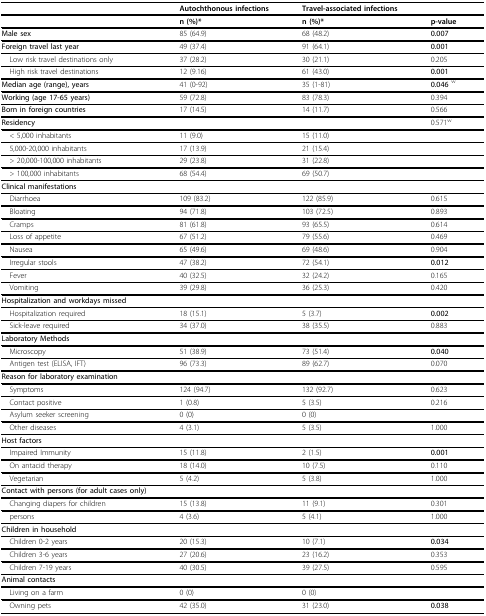 Autochthonous infections Travel-associated infections
n (%)* n (%)* p-value
Male sex 85 (64.9) 68 (48.2) 0.007
Foreign travel last year 49 (37.4) 91 (64.1) 0.001
Low risk travel destinations only 37 (28.2) 30 (21.1) 0.205
High risk travel destinations 12 (9.16) 61 (43.0) 0.001
Median age (range), years 41 (0-92) 35 (1-81) 0.046 w
Working (age 17-65 years) 59 (72.8) 83 (78.3) 0.394
Born in foreign countries 17 (14.5) 14 (11.7) 0.566
Residency 0.571w
< 5,000 inhabitants 11 (9.0) 15 (11.0)
5,000-20,000 inhabitants 17 (13.9) 21 (15.4)
> 20,000-100,000 inhabitants 29 (23.8) 31 (22.8)
> 100,000 inhabitants 68 (54.4) 69 (50.7)
Clinical manifestations
Diarrhoea 109 (83.2) 122 (85.9) 0.615
Bloating 94 (71.8) 103 (72.5) 0.893
Cramps 81 (61.8) 93 (65.5) 0.614
Loss of appetite 67 (51.2) 79 (55.6) 0.469
Nausea 65 (49.6) 69 (48.6) 0.904
Irregular stools 47 (38.2) 72 (54.1) 0.012
Fever 40 (32.5) 32 (24.2) 0.165
Vomiting 39 (29.8) 36 (25.3) 0.420
Hospitalization and workdays missed
Hospitalization required 18 (15.1) 5 (3.7) 0.002
Sick-leave required 34 (37.0) 38 (35.5) 0.883
Laboratory Methods
Microscopy 51 (38.9) 73 (51.4) 0.040
Antigen test (ELISA, IFT) 96 (73.3) 89 (62.7) 0.070
Reason for laboratory examination
Symptoms 124 (94.7) 132 (92.7) 0.623
Contact positive 1 (0.8) 5 (3.5) 0.216
Asylum seeker screening 0 (0) 0 (0)
Other diseases 4 (3.1) 5 (3.5) 1.000
Host factors
Impaired Immunity 15 (11.8) 2 (1.5) 0.001
On antacid therapy 18 (14.0) 10 (7.5) 0.110
Vegetarian 5 (4.2) 5 (3.8) 1.000
Contact with persons (for adult cases only)
Changing diapers for children 15 (13.8) 11 (9.1) 0.301
persons 4 (3.6) 5 (4.1) 1.000
Children in household
Children 0-2 years 20 (15.3) 10 (7.1) 0.034
Children 3-6 years 27 (20.6) 23 (16.2) 0.353
Children 7-19 years 40 (30.5) 39 (27.5) 0.595
Animal contacts
Living on a farm 0 (0) 0 (0)
Owning pets 42 (35.0) 31 (23.0) 0.038